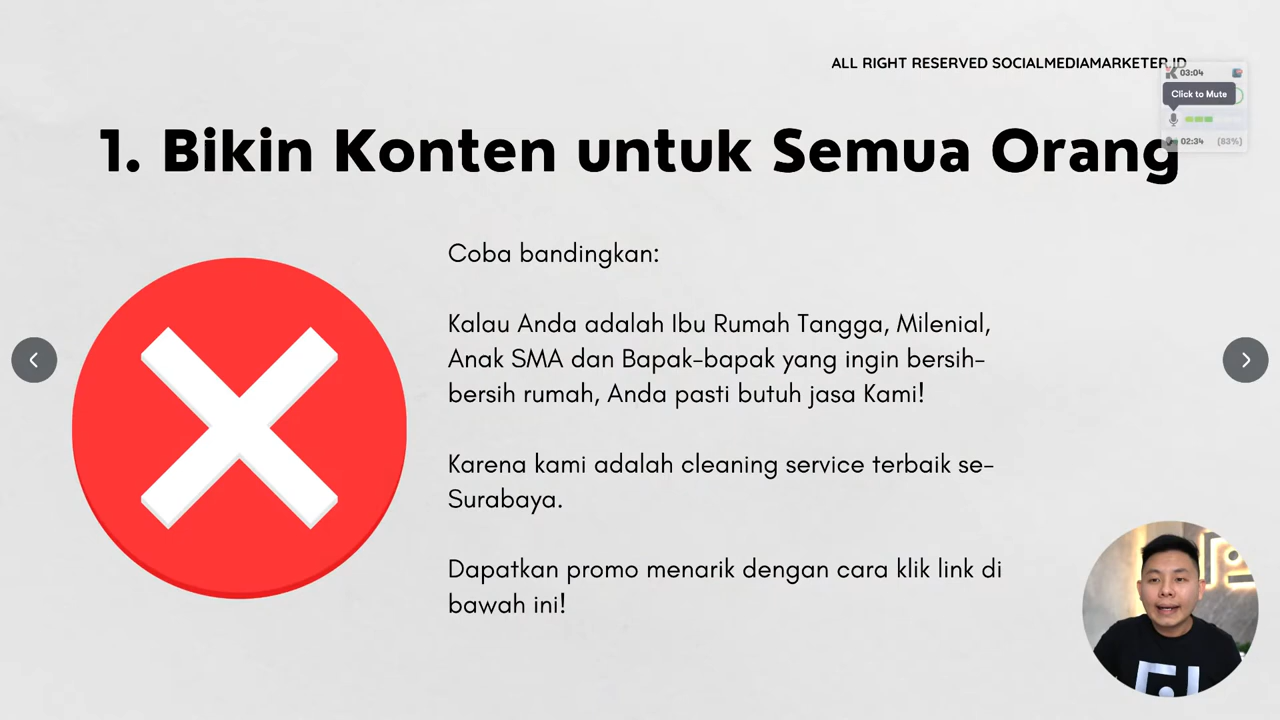 ALL RIGHT RESERVED SOCIALMEDIAMARKETER.ID
03:04
Click to Mute
02:34 (83%)
1. Bikin Konten untuk Semua Orang
Coba bandingkan:
Kalau Anda adalah Ibu Rumah Tangga, Milenial,
Anak SMA dan Bapak-bapak yang ingin bersih-
bersih rumah, Anda pasti butuh jasa Kami!
Karena kami adalah cleaning service terbaik se-
Surabaya.
Dapatkan promo menarik dengan cara klik link di
bawah ini!